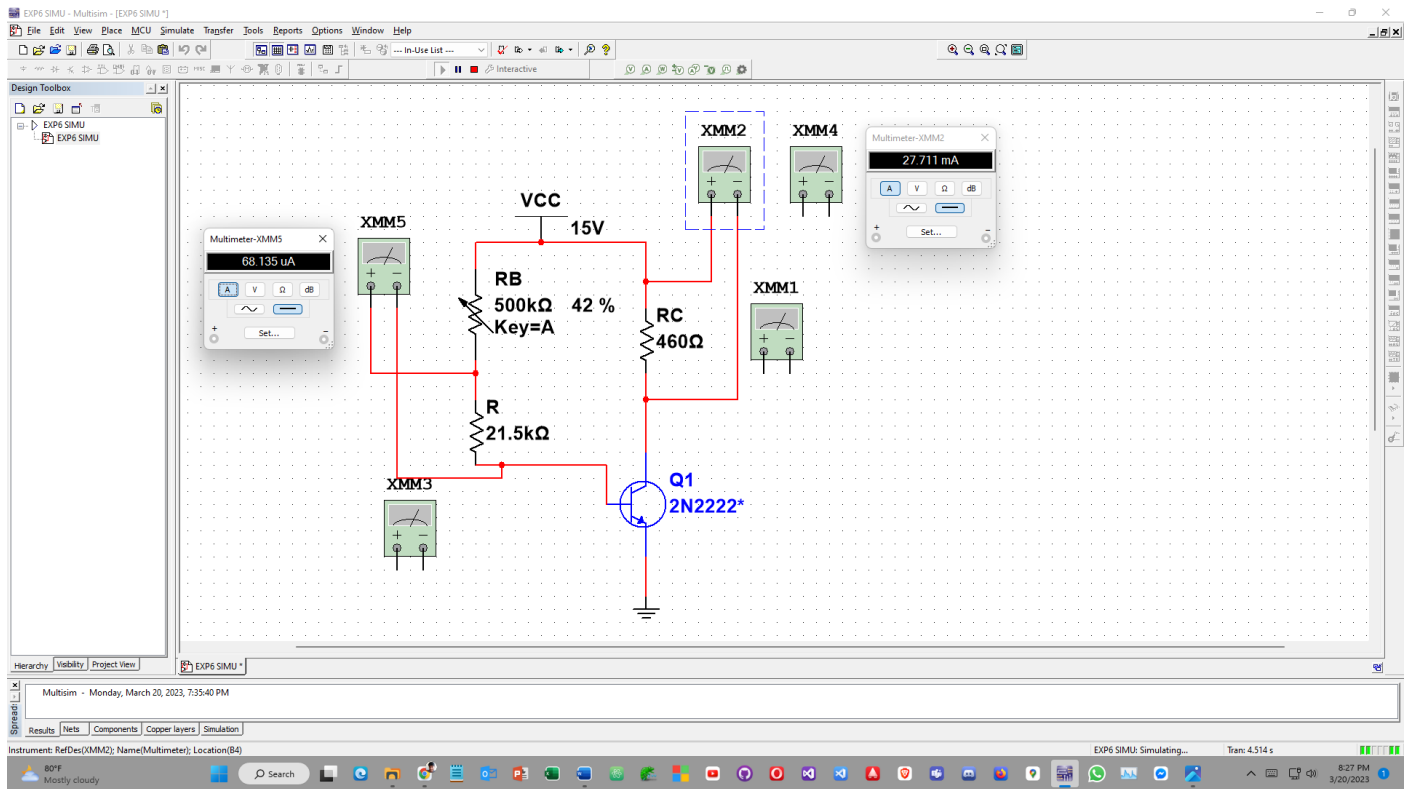 EXP6 SIMU - Multisim - [EXP6 SIMU *]
File Edit View Place MCU Simulate Transfer Tools Reports Options Window Help
--- In-Use List ---
Interactive
Design Toolbox
EXP6 SIMU
EXP6 SIMU
XMM2
XMM4
Multimeter-XMM2
27.711 mA
A V Ω dB
Set...
+
–
VCC
15V
XMM5
Multimeter-XMM5
68.135 uA
A V Ω dB
Set...
+
–
RB
500kΩ 42 %
Key=A
XMM1
RC
460Ω
R
21.5kΩ
XMM3
Q1
2N2222*
Hierarchy Visibility Project View
EXP6 SIMU *
Multisim - Monday, March 20, 2023, 7:35:40 PM
Results Nets Components Copper layers Simulation
Instrument: RefDes(XMM2); Name(Multimeter); Location(B4)
EXP6 SIMU: Simulating...
Tran: 4.514 s
80°F
Mostly cloudy
Search
8:27 PM
3/20/2023
1